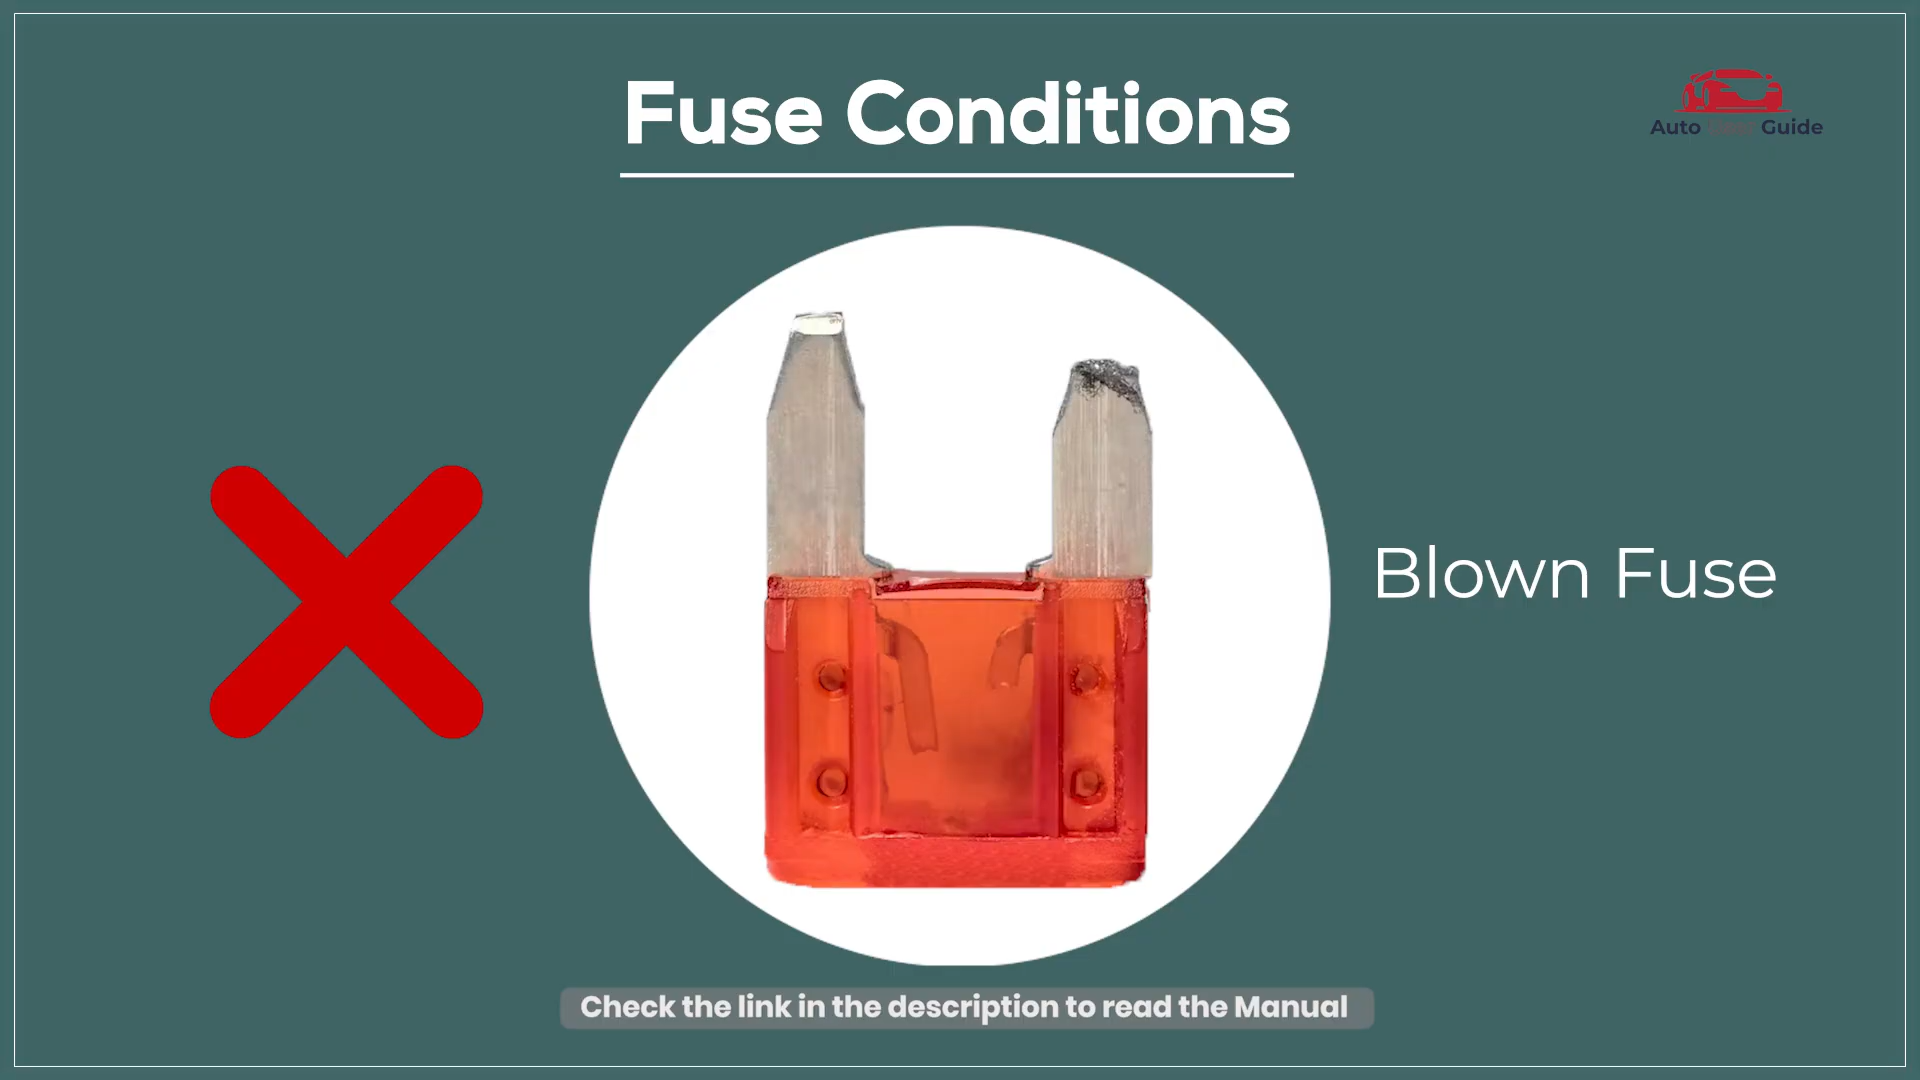 Fuse Conditions
Auto Guide
Blown Fuse
Check the link in the description to read the Manual